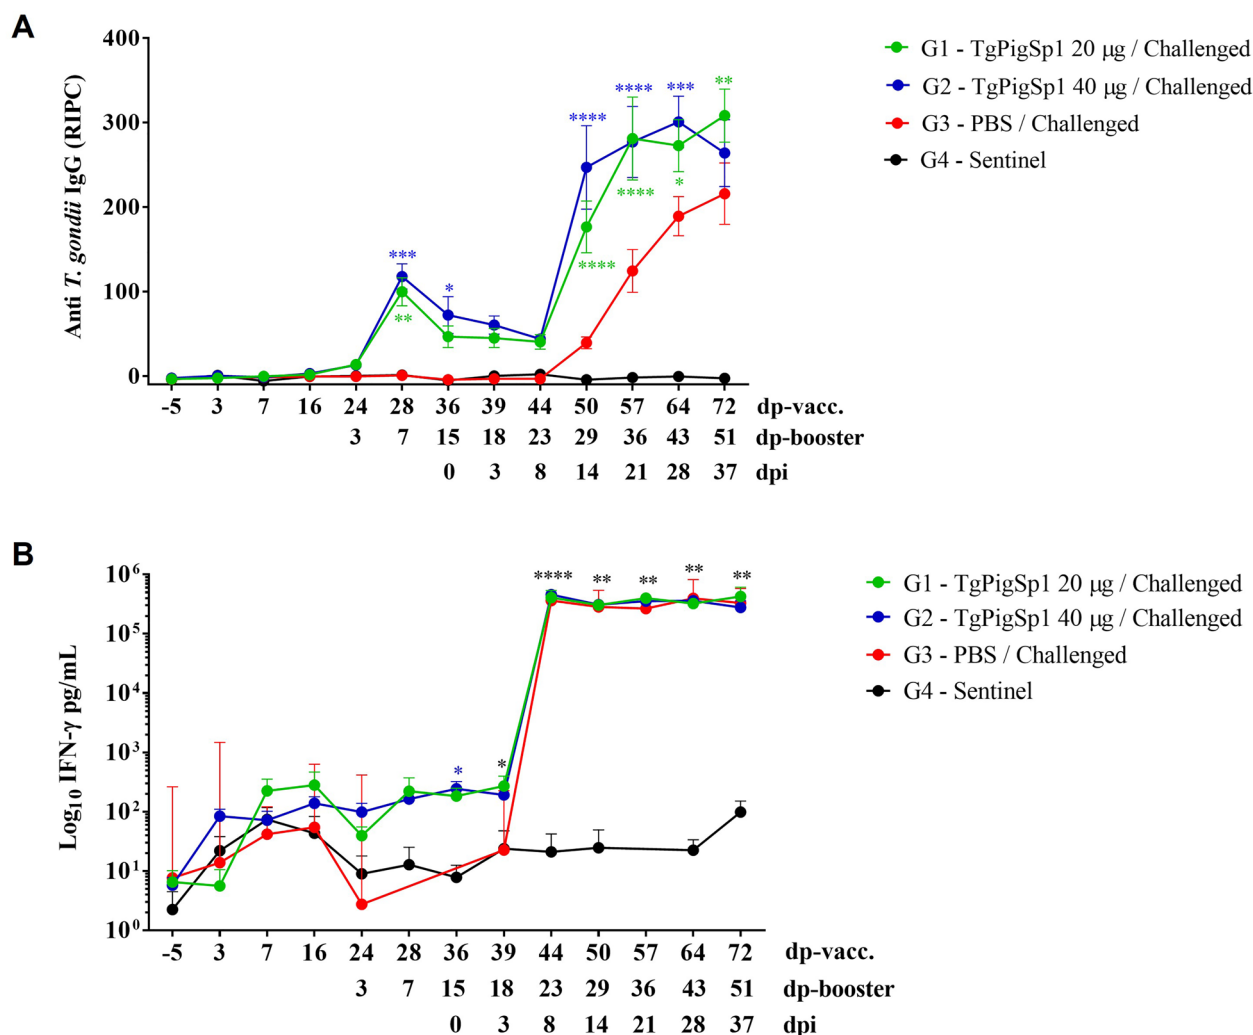 A
400
300
200
100
0
Anti T. gondii IgG (RIPC)
*** ** * **** **** **** **** *** * **
G1 - TgPigSp1 20 μg / Challenged
G2 - TgPigSp1 40 μg / Challenged
G3 - PBS / Challenged
G4 - Sentinel
-5 3 7 16 24 28 36 39 44 50 57 64 72 dp-vacc.
3 7 15 18 23 29 36 43 51 dp-booster
0 3 8 14 21 28 37 dpi
B
10⁶
10⁵
10⁴
10³
10²
10¹
10⁰
Log₁₀ IFN-γ pg/mL
* * **** ** ** ** **
G1 - TgPigSp1 20 μg / Challenged
G2 - TgPigSp1 40 μg / Challenged
G3 - PBS / Challenged
G4 - Sentinel
-5 3 7 16 24 28 36 39 44 50 57 64 72 dp-vacc.
3 7 15 18 23 29 36 43 51 dp-booster
0 3 8 14 21 28 37 dpi